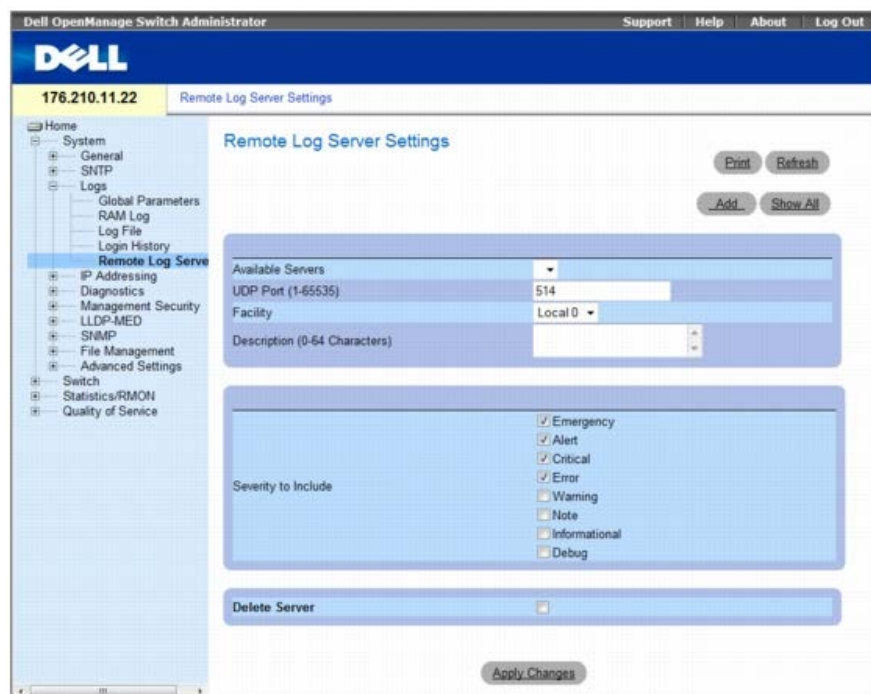 Dell OpenManage Switch Administrator
Support Help About Log Out
DELL
176.210.11.22
Remote Log Server Settings
Home
System
General
SNTP
Logs
Global Parameters
RAM Log
Log File
Login History
Remote Log Serve
IP Addressing
Diagnostics
Management Security
LLDP-MED
SNMP
File Management
Advanced Settings
Switch
Statistics/RMON
Quality of Service
Remote Log Server Settings
Print Refresh
Add Show All
Available Servers
UDP Port (1-65535) 514
Facility Local 0
Description (0-64 Characters)
Severity to Include
Emergency
Alert
Critical
Error
Warning
Note
Informational
Debug
Delete Server
Apply Changes